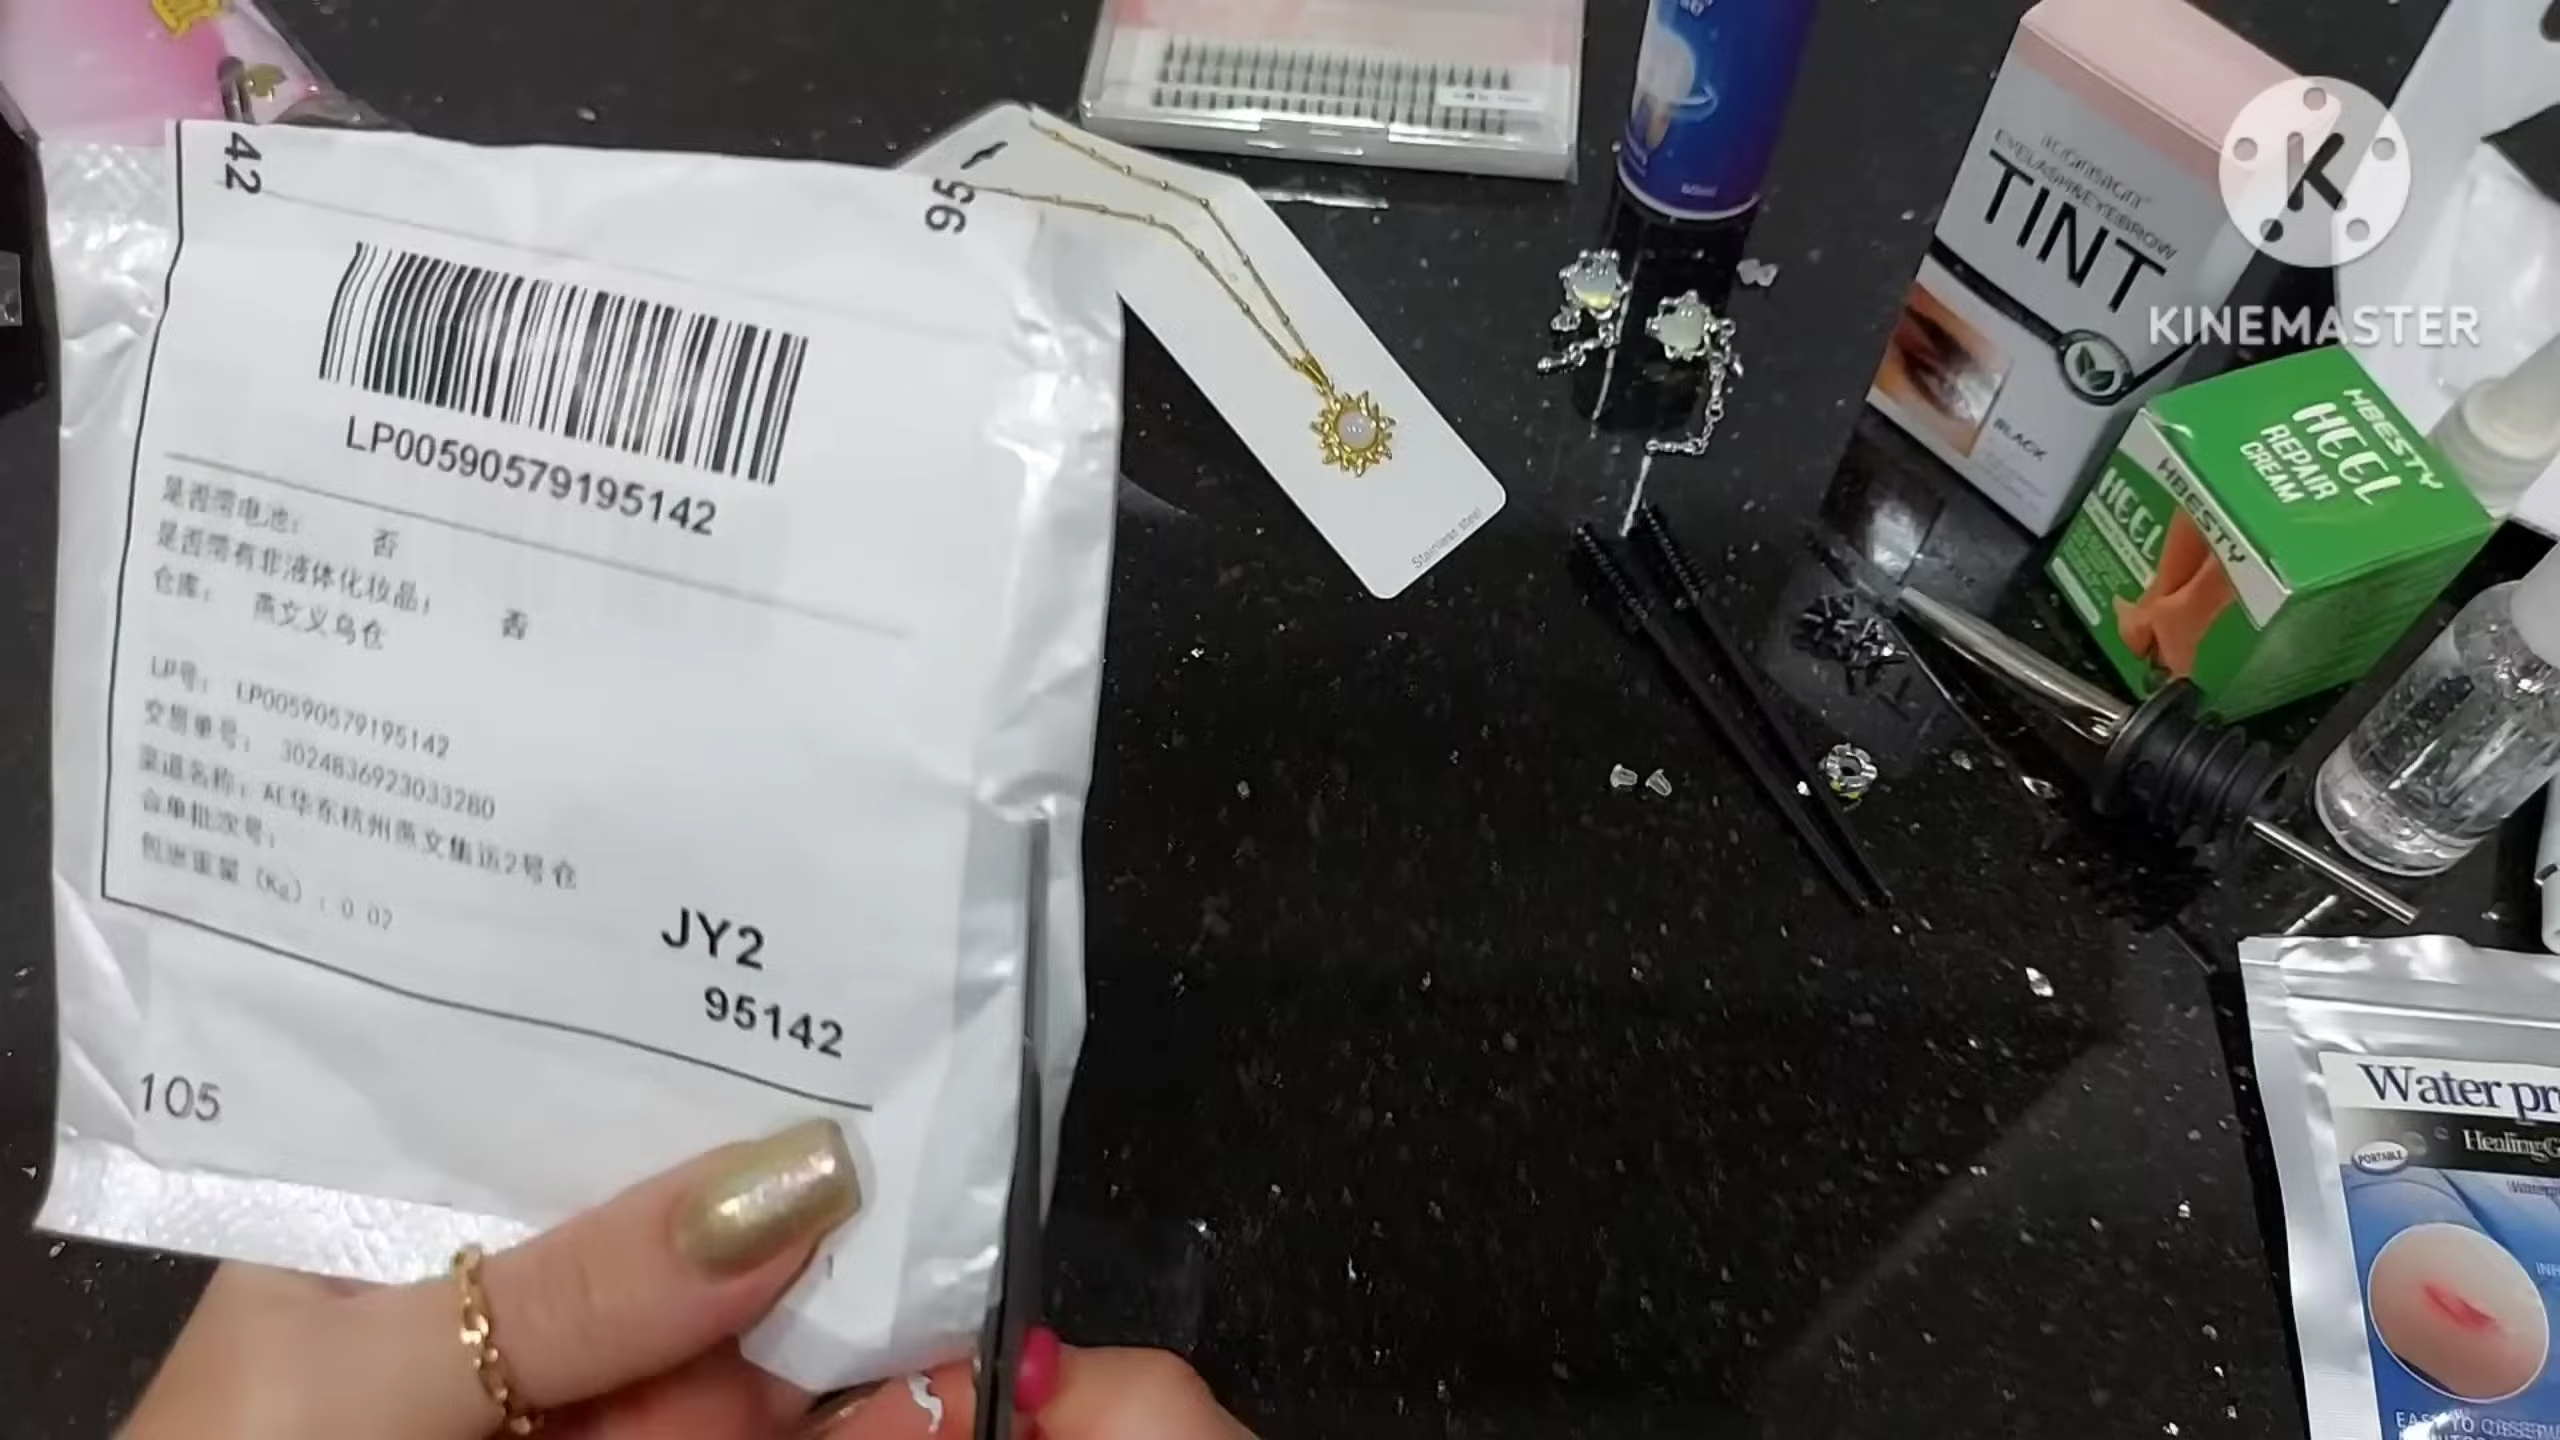 42
56
LP00590579195142
是否带电池： 否
是否带有非液体化妆品： 否
仓库： 燕文义乌仓
LP号： LP00590579195142
交易单号： 3024836923033280
渠道名称：AE华东杭州燕文集运2号仓
合单批次号：
包裹重量（Kg）：0.02
JY2
95142
105
Stainless steel
EYELASH&EYEBROW
TINT
BLACK
KINEMASTER
HBESTY
HEEL
REPAIR
CREAM
HBESTY
HEEL
Water pr
Healing
PORTABLE